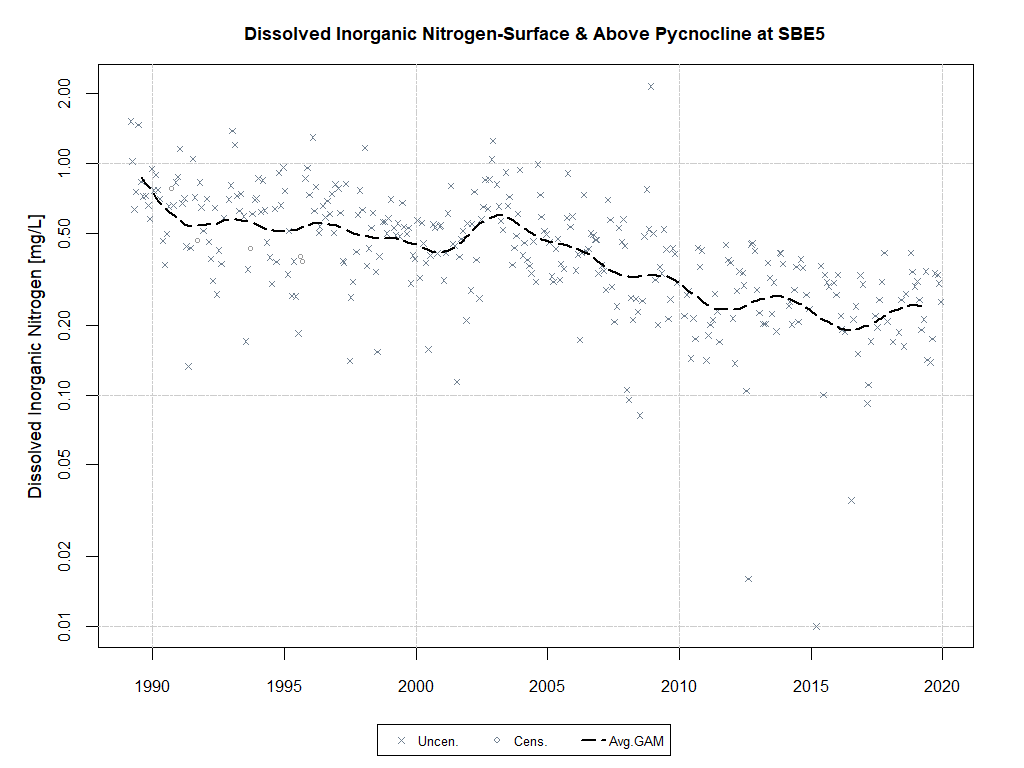 Dissolved Inorganic Nitrogen-Surface & Above Pycnocline at SBE5
Dissolved Inorganic Nitrogen [mg/L]
2.00
1.00
0.50
0.20
0.10
0.05
0.02
0.01
1990 1995 2000 2005 2010 2015 2020
Uncen. Cens. Avg.GAM